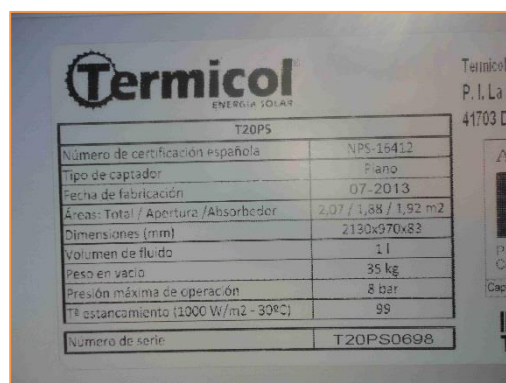 Termicol
ENERGÍA SOLAR
T20PS
Número de certificación española NPS-16412
Tipo de captador Plano
Fecha de fabricación 07-2013
Áreas: Total / Apertura /Absorbedor 2,07 / 1,88 / 1,92 m2
Dimensiones (mm) 2130x970x83
Volumen de fluido 1 l
Peso en vacio 35 kg
Presión máxima de operación 8 bar
Tª estancamiento (1000 W/m2 - 30ºC) 99
Numero de serie T20PS0698
Termicol
P. I. La
41703 D
Cap